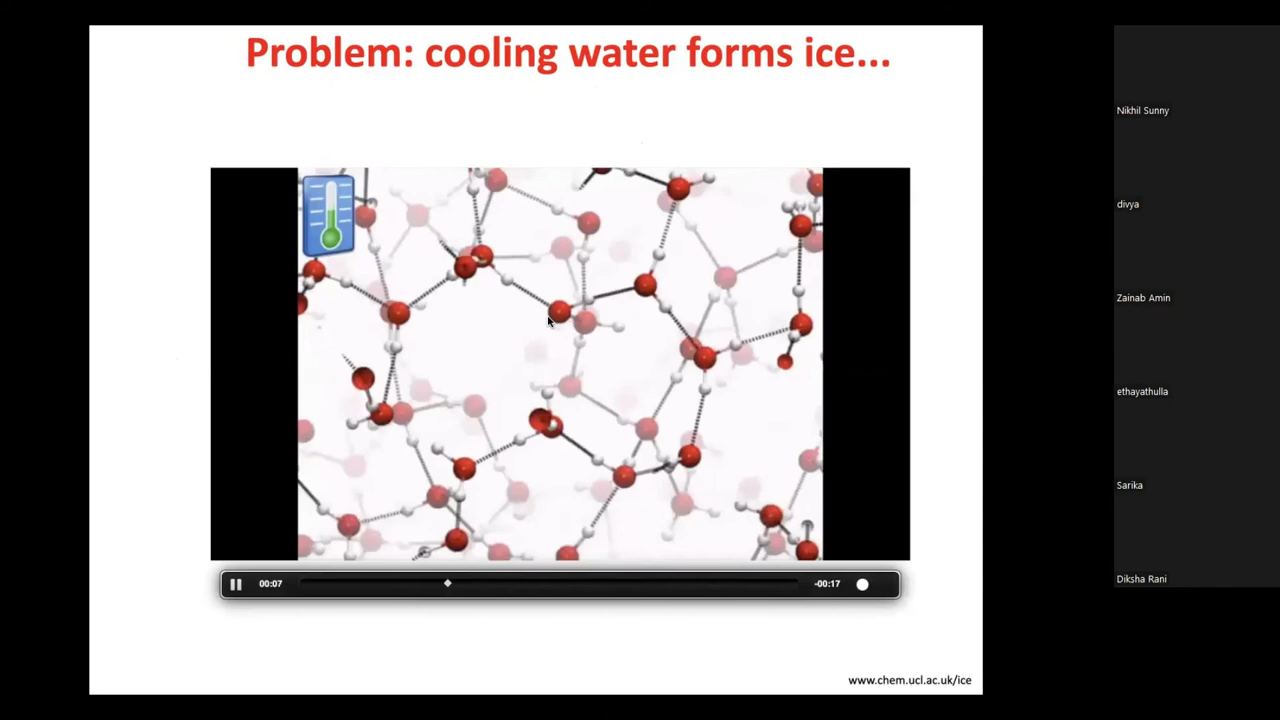 Problem: cooling water forms ice...
Nikhil Sunny
divya
Zainab Amin
ethayathulla
Sarika
Diksha Rani
00:07
-00:17
www.chem.ucl.ac.uk/ice